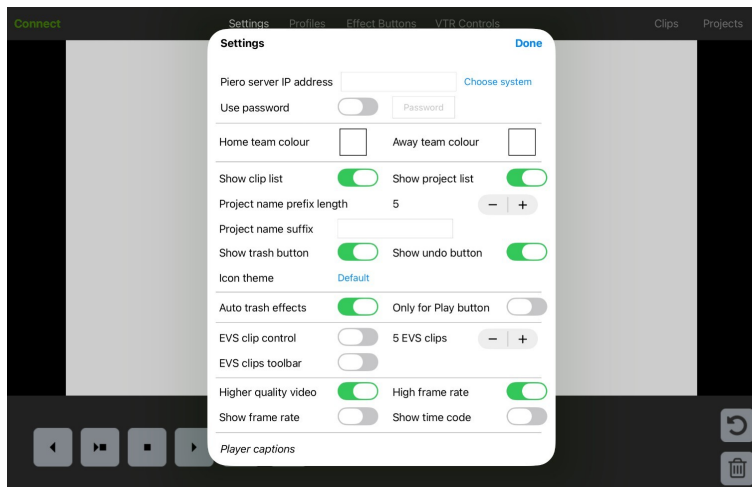 Connect Settings Profiles Effect Buttons VTR Controls Clips Projects
Settings Done
Piero server IP address Choose system
Use password Password
Home team colour Away team colour
Show clip list Show project list
Project name prefix length 5 − +
Project name suffix
Show trash button Show undo button
Icon theme Default
Auto trash effects Only for Play button
EVS clip control 5 EVS clips − +
EVS clips toolbar
Higher quality video High frame rate
Show frame rate Show time code
Player captions